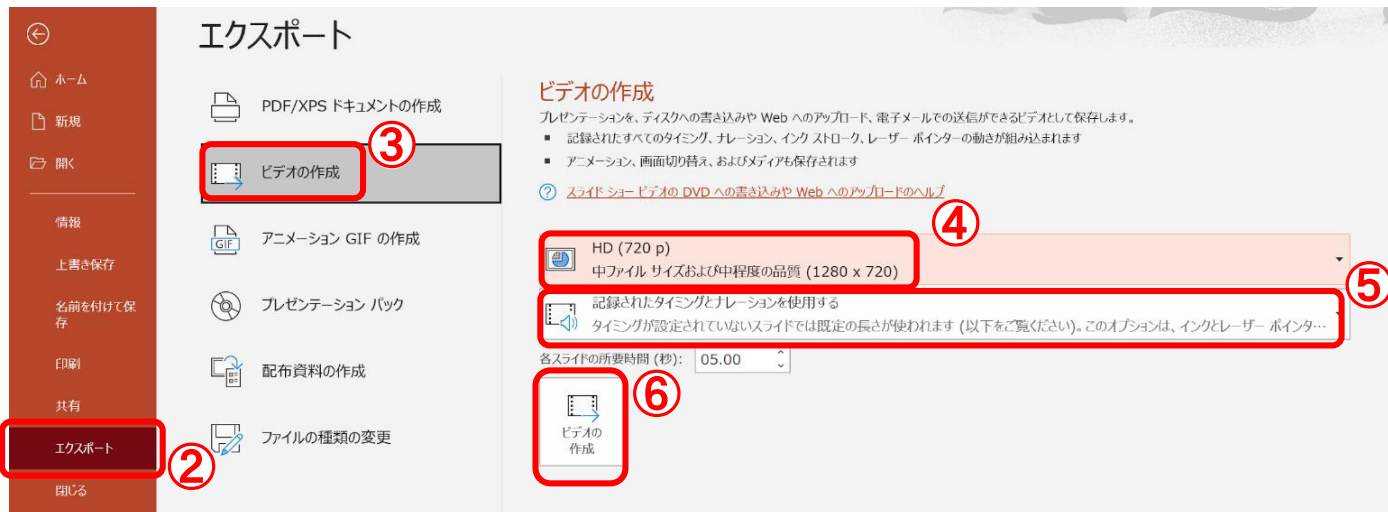 エクスポート
ホーム
新規
開く
情報
上書き保存
名前を付けて保
存
印刷
共有
エクスポート
②
閉じる
PDF/XPS ドキュメントの作成
③
ビデオの作成
アニメーション GIF の作成
GIF
プレゼンテーション パック
配布資料の作成
ファイルの種類の変更
ビデオの作成
プレゼンテーションを、ディスクへの書き込みや Web へのアップロード、電子メールでの送信ができるビデオとして保存します。
■ 記録されたすべてのタイミング、ナレーション、インク ストローク、レーザー ポインターの動きが組み込まれます
■ アニメーション、画面切り替え、およびメディアも保存されます
? スライド ショー ビデオの DVD への書き込みや Web へのアップロードのヘルプ
④
HD (720 p)
中ファイル サイズおよび中程度の品質 (1280 x 720)
⑤
記録されたタイミングとナレーションを使用する
タイミングが設定されていないスライドでは既定の長さが使われます (以下をご覧ください)。このオプションは、インクとレーザー ポインタ…
各スライドの所要時間 (秒): 05.00
⑥
ビデオの
作成